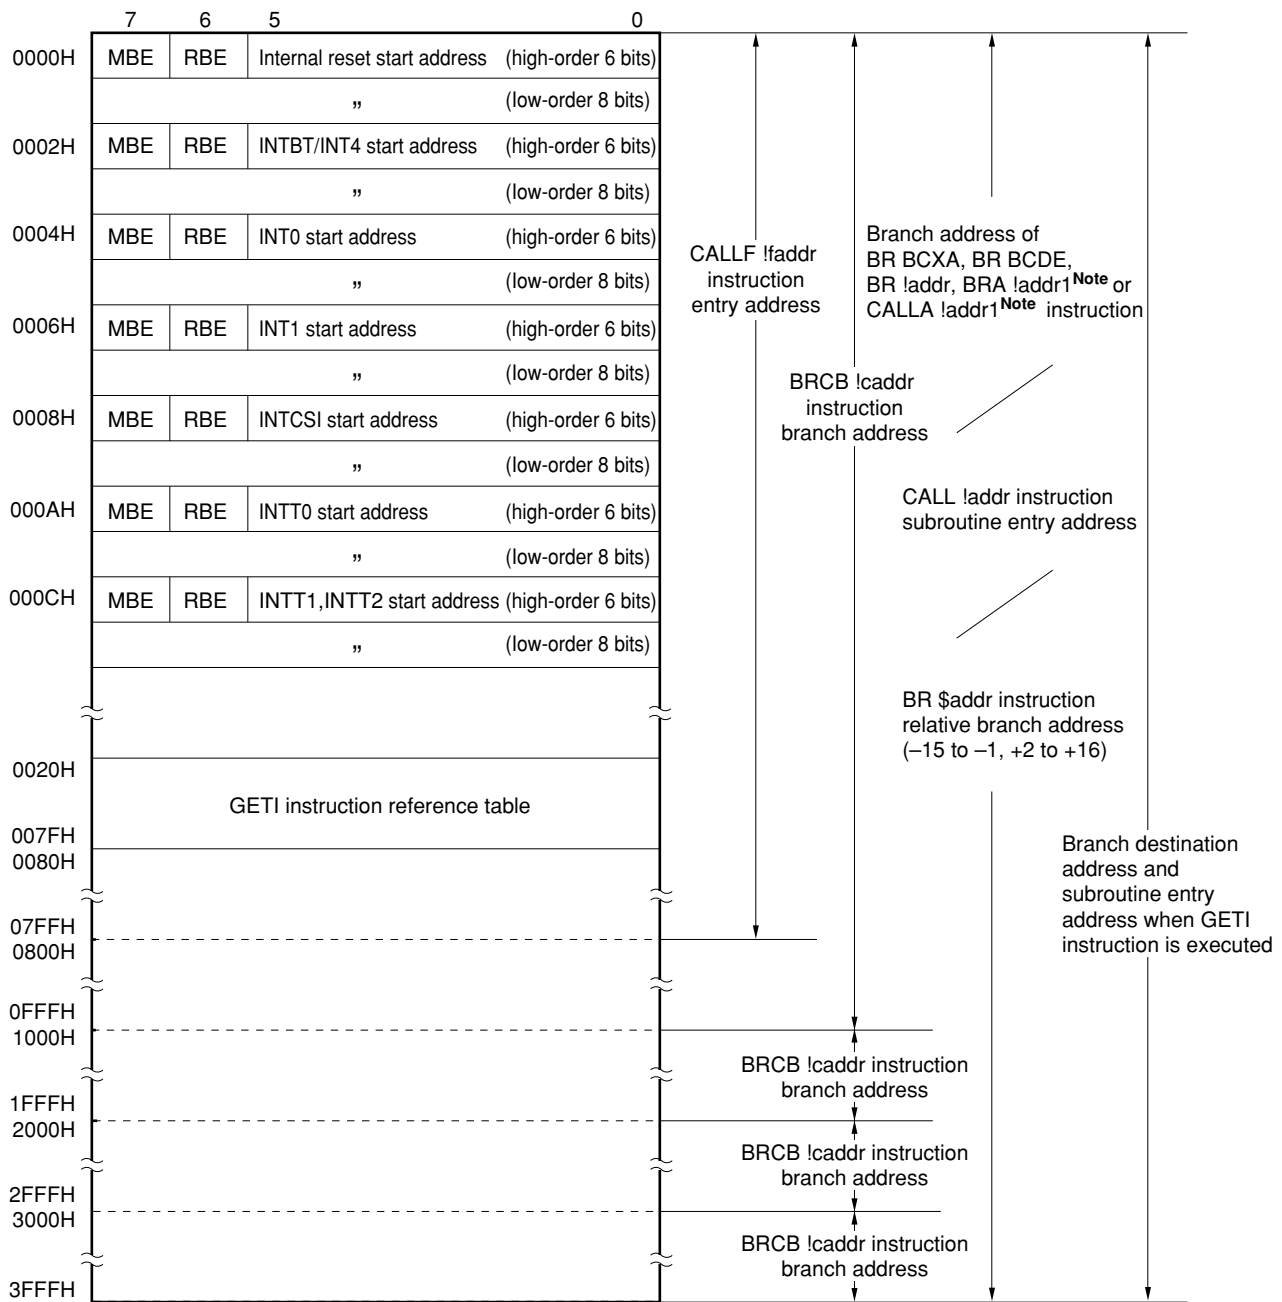 7 6 5 0
0000H MBE RBE Internal reset start address (high-order 6 bits)
„ (low-order 8 bits)
0002H MBE RBE INTBT/INT4 start address (high-order 6 bits)
„ (low-order 8 bits)
0004H MBE RBE INT0 start address (high-order 6 bits)
„ (low-order 8 bits)
0006H MBE RBE INT1 start address (high-order 6 bits)
„ (low-order 8 bits)
0008H MBE RBE INTCSI start address (high-order 6 bits)
„ (low-order 8 bits)
000AH MBE RBE INTT0 start address (high-order 6 bits)
„ (low-order 8 bits)
000CH MBE RBE INTT1,INTT2 start address (high-order 6 bits)
„ (low-order 8 bits)
0020H
GETI instruction reference table
007FH
0080H
07FFH
0800H
0FFFH
1000H
1FFFH
2000H
2FFFH
3000H
3FFFH
CALLF !faddr
instruction
entry address
BRCB !caddr
instruction
branch address
Branch address of
BR BCXA, BR BCDE,
BR !addr, BRA !addr1Note or
CALLA !addr1Note instruction
CALL !addr instruction
subroutine entry address
BR $addr instruction
relative branch address
(–15 to –1, +2 to +16)
Branch destination
address and
subroutine entry
address when GETI
instruction is executed
BRCB !caddr instruction
branch address
BRCB !caddr instruction
branch address
BRCB !caddr instruction
branch address